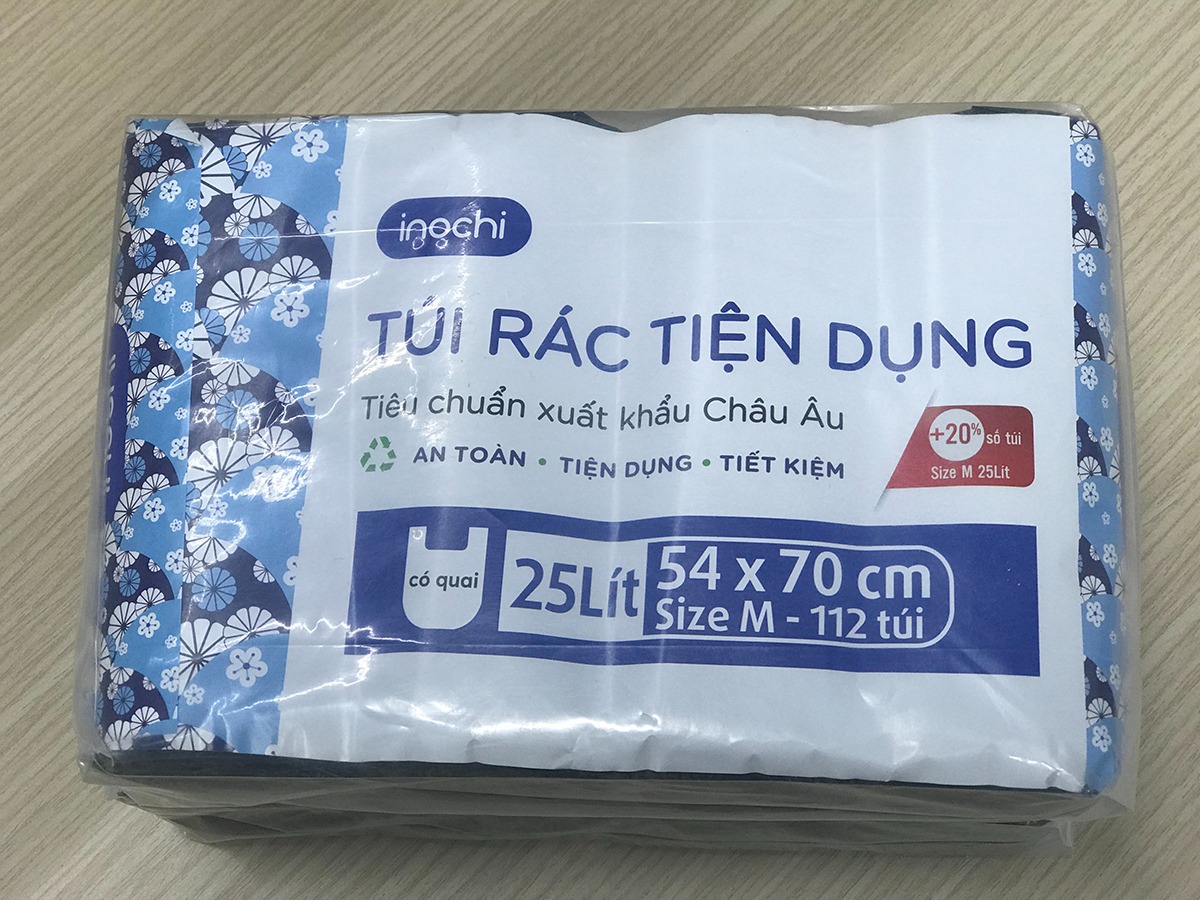 inochi
TÚI RÁC TIỆN DỤNG
Tiêu chuẩn xuất khẩu Châu Âu
AN TOÀN • TIỆN DỤNG • TIẾT KIỆM
+20% số túi
Size M 25Lít
có quai
25Lít
54 x 70 cm
Size M - 112 túi